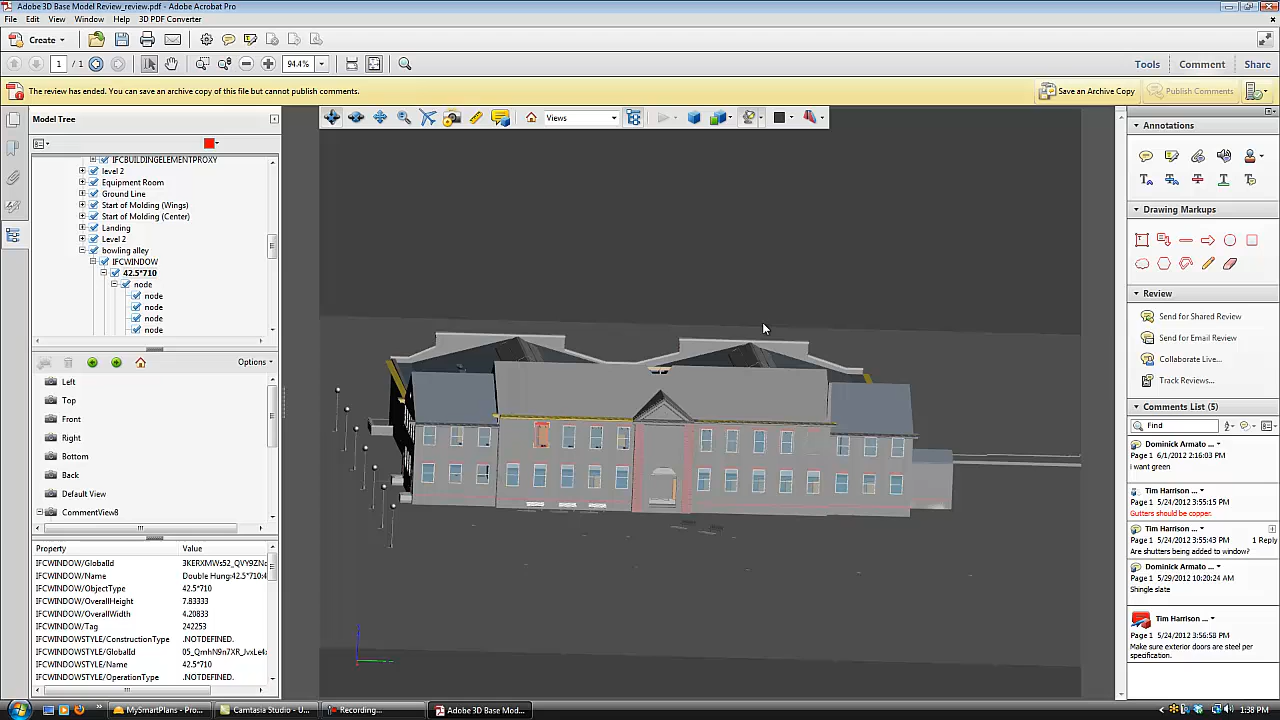 Adobe 3D Base Model Review_review.pdf - Adobe Acrobat Pro
File Edit View Window Help 3D PDF Converter
Create
1 / 1 94.4% Tools Comment Share
The review has ended. You can save an archive copy of this file but cannot publish comments. Save an Archive Copy Publish Comments
Model Tree
Views
IFCBUILDINGELEMENTPROXY
level 2
Equipment Room
Ground Line
Start of Molding (Wings)
Start of Molding (Center)
Landing
Level 2
bowling alley
IFCWINDOW
42.5*710
node
node
node
node
node
Options
Left
Top
Front
Right
Bottom
Back
Default View
CommentView8
Property Value
IFCWINDOW/GlobalId 3KERXMWs52_QVY9ZNs
IFCWINDOW/Name Double Hung:42.5*710:4
IFCWINDOW/ObjectType 42.5*710
IFCWINDOW/OverallHeight 7.83333
IFCWINDOW/OverallWidth 4.20833
IFCWINDOW/Tag 242253
IFCWINDOWSTYLE/ConstructionType .NOTDEFINED.
IFCWINDOWSTYLE/GlobalId
IFCWINDOWSTYLE/Name 42.5*710
IFCWINDOWSTYLE/OperationType .NOTDEFINED.
Annotations
Drawing Markups
Review
Send for Shared Review
Send for Email Review
Collaborate Live...
Track Reviews...
Comments List (5)
Find
Dominick Armato
Page 1 6/1/2012 2:16:03 PM
i want green
Tim Harrison
Page 1 5/24/2012 3:55:15 PM
Gutters should be copper.
Tim Harrison
Page 1 5/24/2012 3:55:43 PM 1 Reply
Are shutters being added to window?
Dominick Armato
Page 1 5/29/2012 10:20:24 AM
Shingle slate
Tim Harrison
Page 1 5/24/2012 3:56:58 PM
Make exterior doors are steel per
specification.
MySmartPlans - Pro... Camtasia Studio - U... Recording... Adobe 3D Base Mod... 1:38 PM